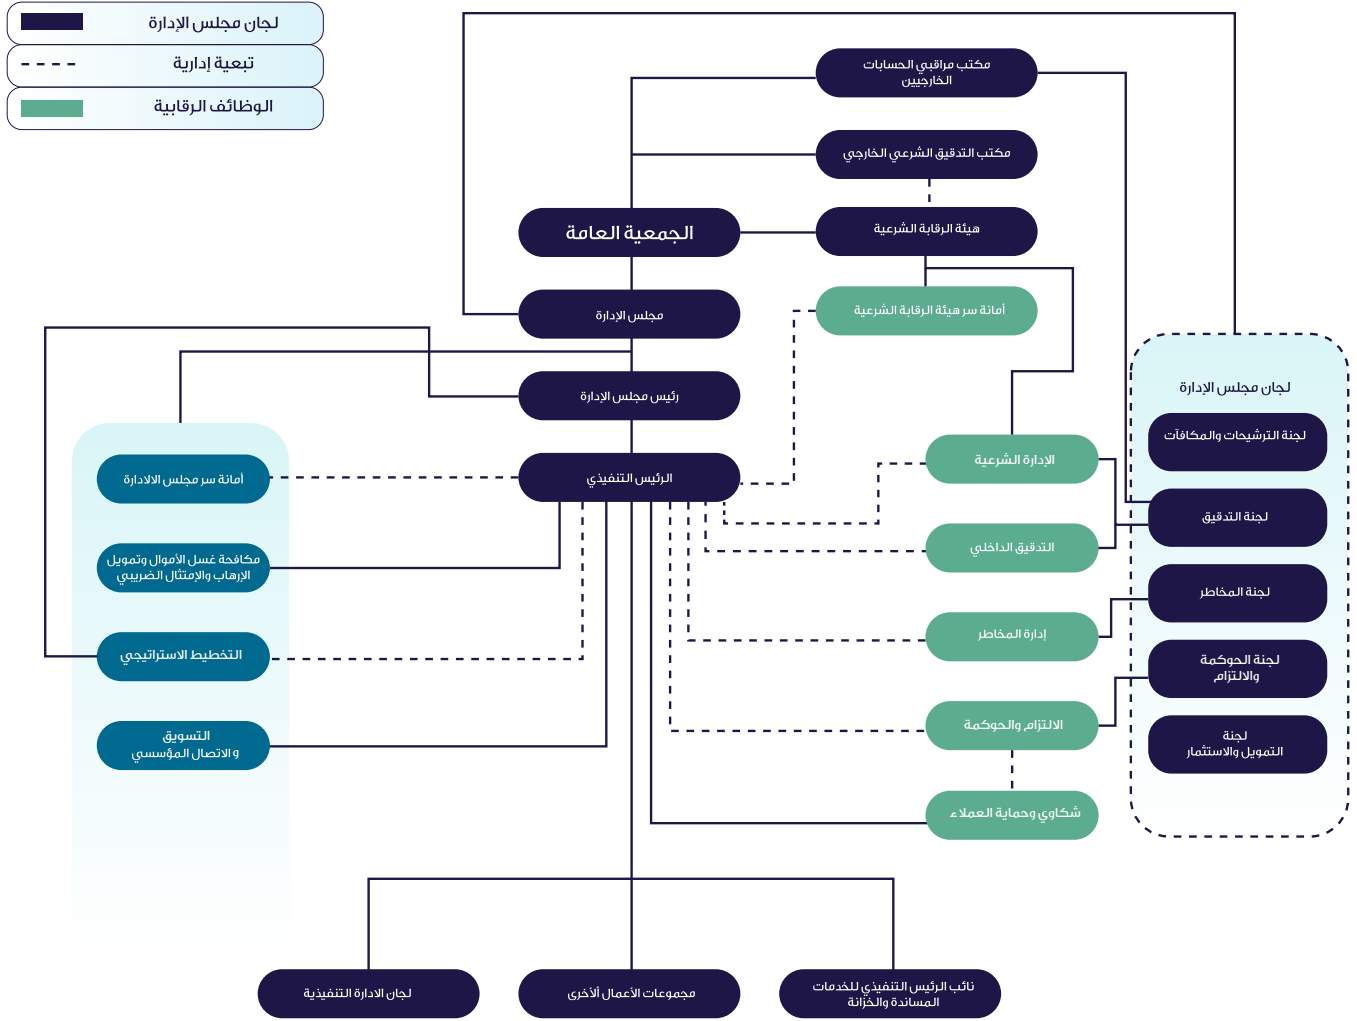 لجان مجلس الإدارة
تبعية إدارية
الوظائف الرقابية
مكتب مراقبي الحسابات
الخارجيين
مكتب التدقيق الشرعي الخارجي
الجمعية العامة
هيئة الرقابة الشرعية
أمانة سر هيئة الرقابة الشرعية
مجلس الإدارة
رئيس مجلس الإدارة
الرئيس التنفيذي
لجان مجلس الإدارة
لجنة الترشيحات والمكافآت
لجنة التدقيق
لجنة المخاطر
لجنة الحوكمة
والالتزام
لجنة
التمويل والاستثمار
الإدارة الشرعية
التدقيق الداخلي
إدارة المخاطر
الالتزام والحوكمة
شكاوي وحماية العملاء
أمانة سر مجلس الالادارة
مكافحة غسل الأموال وتمويل
الإرهاب والإمتثال الضريبي
التخطيط الاستراتيجي
التسويق
و الاتصال المؤسسي
نائب الرئيس التنفيذي للخدمات
المساندة والخزانة
مجموعات الأعمال ألأخرى
لجان الادارة التنفيذية